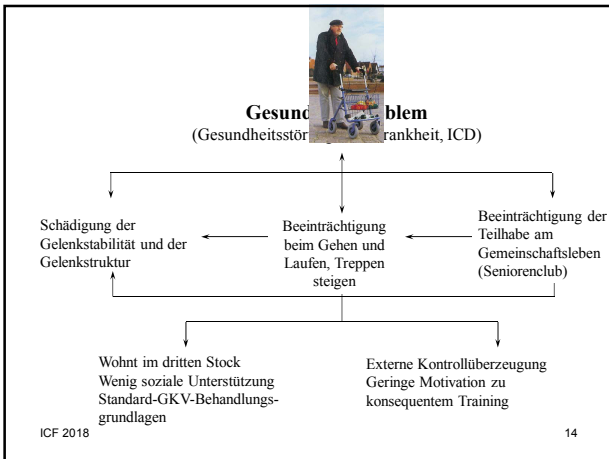 Gesun blem
(Gesundheitsstör rankheit, ICD)
Schädigung der
Gelenkstabilität und der
Gelenkstruktur
Beeinträchtigung
beim Gehen und
Laufen, Treppen
steigen
Beeinträchtigung der
Teilhabe am
Gemeinschaftsleben
(Seniorenclub)
Wohnt im dritten Stock
Wenig soziale Unterstützung
Standard-GKV-Behandlungs-
grundlagen
Externe Kontrollüberzeugung
Geringe Motivation zu
konsequentem Training
ICF 2018
14